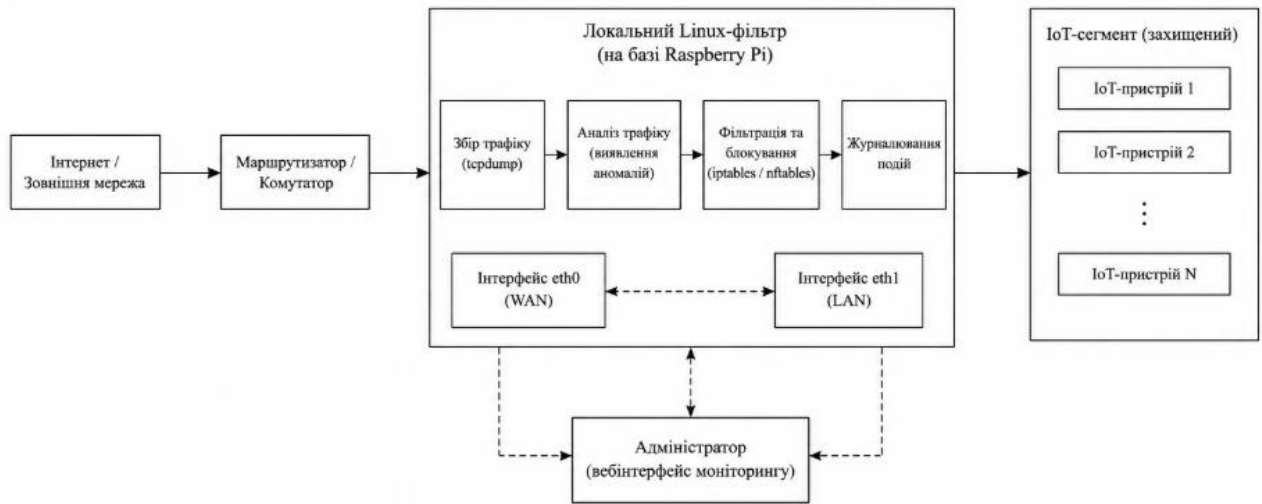 Локальний Linux-фільтр
(на базі Raspberry Pi)
IoT-сегмент (захищений)
Інтернет /
Зовнішня мережа
Маршрутизатор /
Комутатор
Збір трафіку
(tcpdump)
Аналіз трафіку
(виявлення
аномалій)
Фільтрація та
блокування
(iptables / nftables)
Журналювання
подій
Інтерфейс eth0
(WAN)
Інтерфейс eth1
(LAN)
IoT-пристрій 1
IoT-пристрій 2
⋮
IoT-пристрій N
Адміністратор
(вебінтерфейс моніторингу)